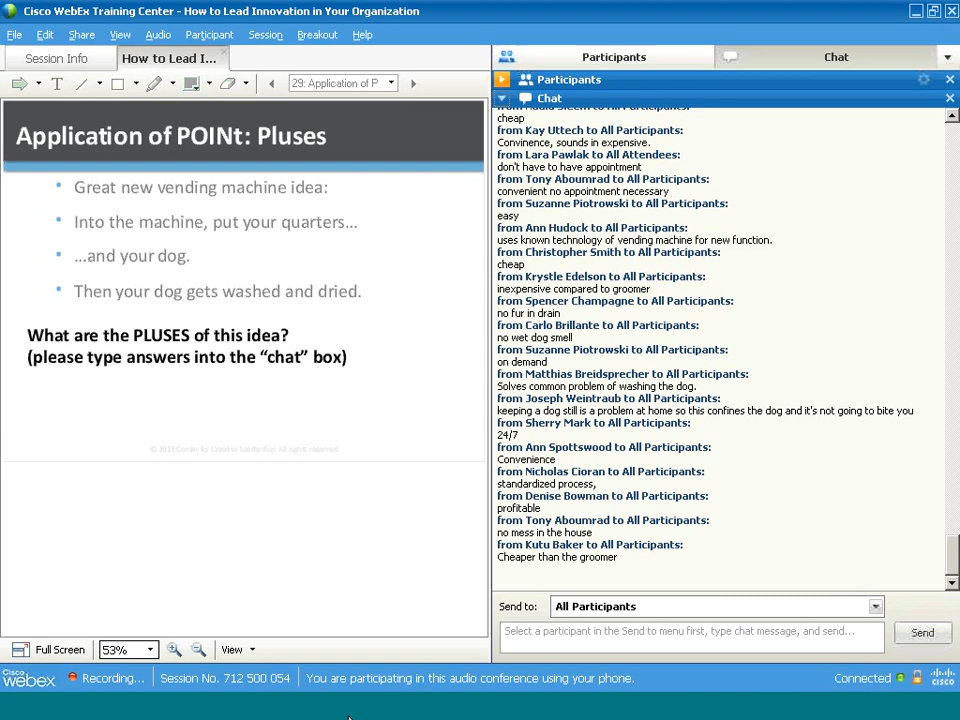 Cisco WebEx Training Center - How to Lead Innovation in Your Organization
File Edit Share View Audio Participant Session Breakout Help
Session Info
How to Lead I...
Participants
Chat
29: Application of P
Participants
Chat
Application of POINt: Pluses
• Great new vending machine idea:
• Into the machine, put your quarters…
• …and your dog.
• Then your dog gets washed and dried.
What are the PLUSES of this idea?
(please type answers into the “chat” box)
to All Participants:
cheap
from Kay Uttech to All Participants:
Convinence, sounds in expensive.
from Lara Pawlak to All Attendees:
don't have to have appointment
from Tony Aboumrad to All Participants:
convenient no appointment necessary
from Suzanne Piotrowski to All Participants:
easy
from Ann Hudock to All Participants:
uses known technology of vending machine for new function.
from Christopher Smith to All Participants:
cheap
from Krystle Edelson to All Participants:
inexpensive compared to groomer
from Spencer Champagne to All Participants:
no fur in drain
from Carlo Brillante to All Participants:
no wet dog smell
from Suzanne Piotrowski to All Participants:
on demand
from Matthias Breidsprecher to All Participants:
Solves common problem of washing the dog.
from Joseph Weintraub to All Participants:
keeping a dog still is a problem at home so this confines the dog and it's not going to bite you
from Sherry Mark to All Participants:
24/7
from Ann Spottswood to All Participants:
Convenience
from Nicholas Cioran to All Participants:
standardized process,
from Denise Bowman to All Participants:
profitable
from Tony Aboumrad to All Participants:
no mess in the house
from Kutu Baker to All Participants:
Cheaper than the groomer
Send to: All Participants
Select a participant in the Send to menu first, type chat message, and send...
Send
Full Screen 53% View
Cisco webex Recording... Session No. 712 500 054 You are participating in this audio conference using your phone. Connected cisco